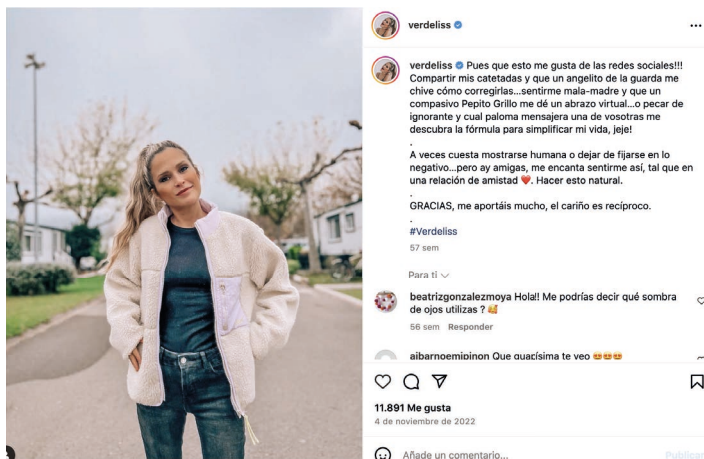 verdeliss
verdeliss Pues que esto me gusta de las redes sociales!!!
Compartir mis catetadas y que un angelito de la guarda me
chive cómo corregirlas...sentirme mala-madre y que un
compasivo Pepito Grillo me dé un abrazo virtual...o pecar de
ignorante y cual paloma mensajera una de vosotras me
descubra la fórmula para simplificar mi vida, jeje!
.
A veces cuesta mostrarse humana o dejar de fijarse en lo
negativo...pero ay amigas, me encanta sentirme así, tal que en
una relación de amistad ❤️. Hacer esto natural.
.
GRACIAS, me aportáis mucho, el cariño es recíproco.
.
#Verdeliss
57 sem
Para ti
beatrizgonzalezmoya Hola!! Me podrías decir qué sombra
de ojos utilizas ? 🥰
56 sem Responder
aibarnoemipinon Que guacísima te veo 😍😍😍
11.891 Me gusta
4 de noviembre de 2022
Añade un comentario...
Publicar